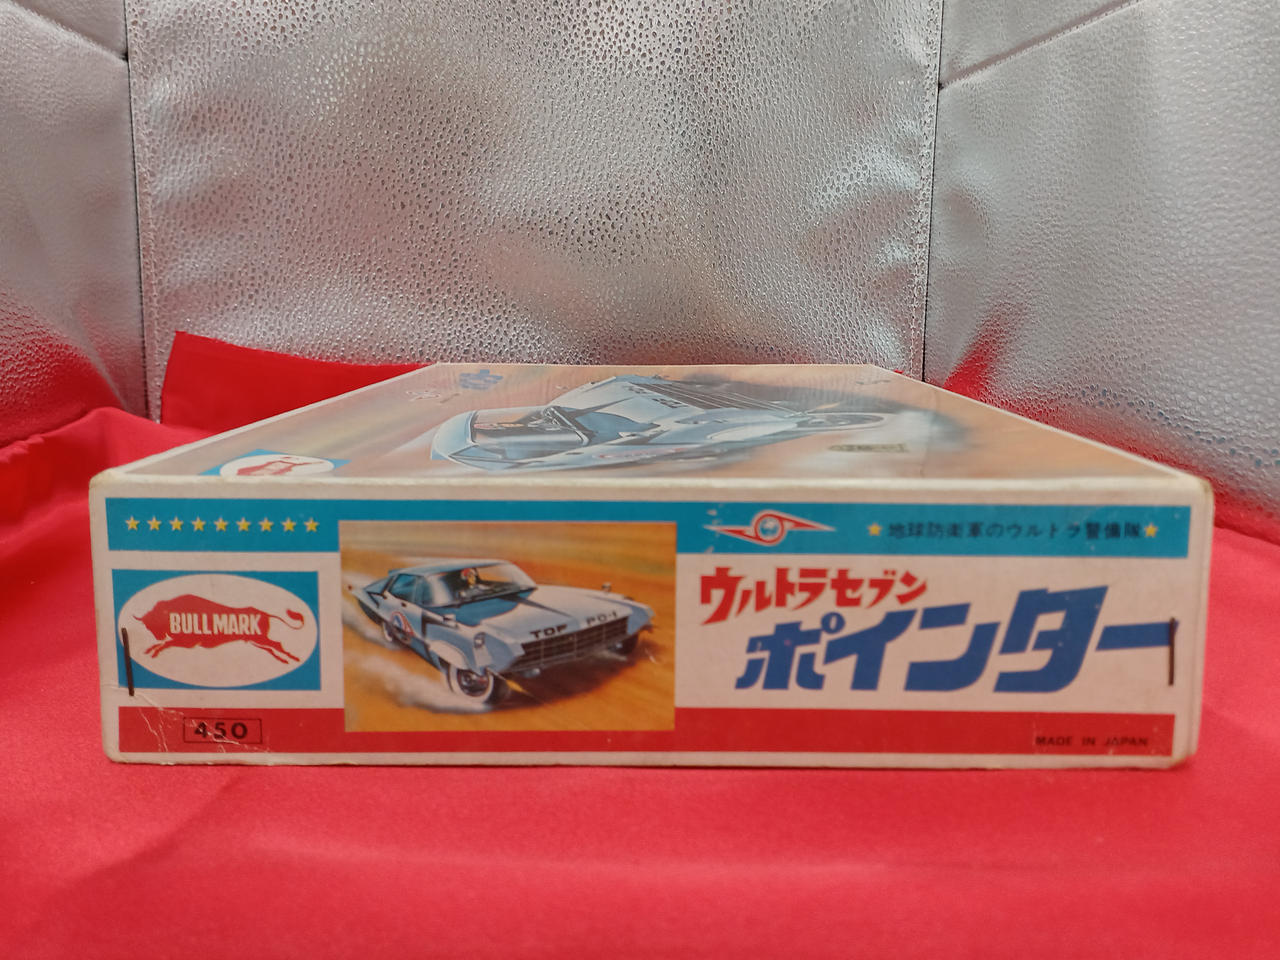 ★★★★★★★★★
★地球防衛軍のウルトラ警備隊★
BULLMARK
TDF PO-1
ウルトラセブン
ポインター
450
MADE IN JAPAN